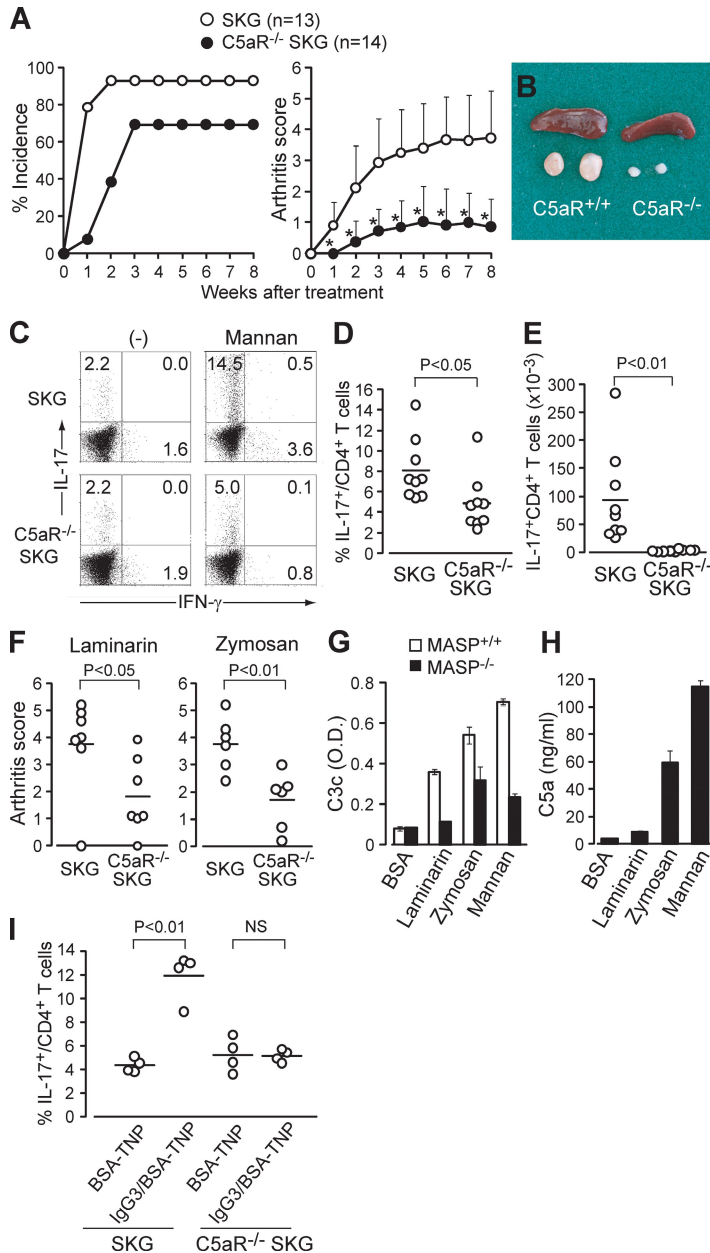 A
SKG (n=13)
C5aR-/- SKG (n=14)
% Incidence
100
80
60
40
20
0
0 1 2 3 4 5 6 7 8
Arthritis score
6
5
4
3
2
1
0
* * * * * * * *
0 1 2 3 4 5 6 7 8
Weeks after treatment
B
C5aR+/+ C5aR-/-
C
(-) Mannan
SKG
2.2 0.0
1.6
14.5 0.5
3.6
C5aR-/-
SKG
2.2 0.0
1.9
5.0 0.1
0.8
IL-17
IFN-γ
D
P<0.05
% IL-17+/CD4+ T cells
16
14
12
10
8
6
4
2
0
SKG C5aR-/-
SKG
E
P<0.01
IL-17+CD4+ T cells (x10-3)
300
250
200
150
100
50
0
SKG C5aR-/-
SKG
F
Laminarin
P<0.05
Arthritis score
6
5
4
3
2
1
0
SKG C5aR-/-
SKG
Zymosan
P<0.01
6
5
4
3
2
1
0
SKG C5aR-/-
SKG
G
MASP+/+
MASP-/-
C3c (O.D.)
0.8
0.6
0.4
0.2
0
BSA
Laminarin
Zymosan
Mannan
H
C5a (ng/ml)
120
100
80
60
40
20
0
BSA
Laminarin
Zymosan
Mannan
I
P<0.01 NS
% IL-17+/CD4+ T cells
14
12
10
8
6
4
2
0
BSA-TNP
IgG3/BSA-TNP
BSA-TNP
IgG3/BSA-TNP
SKG C5aR-/- SKG